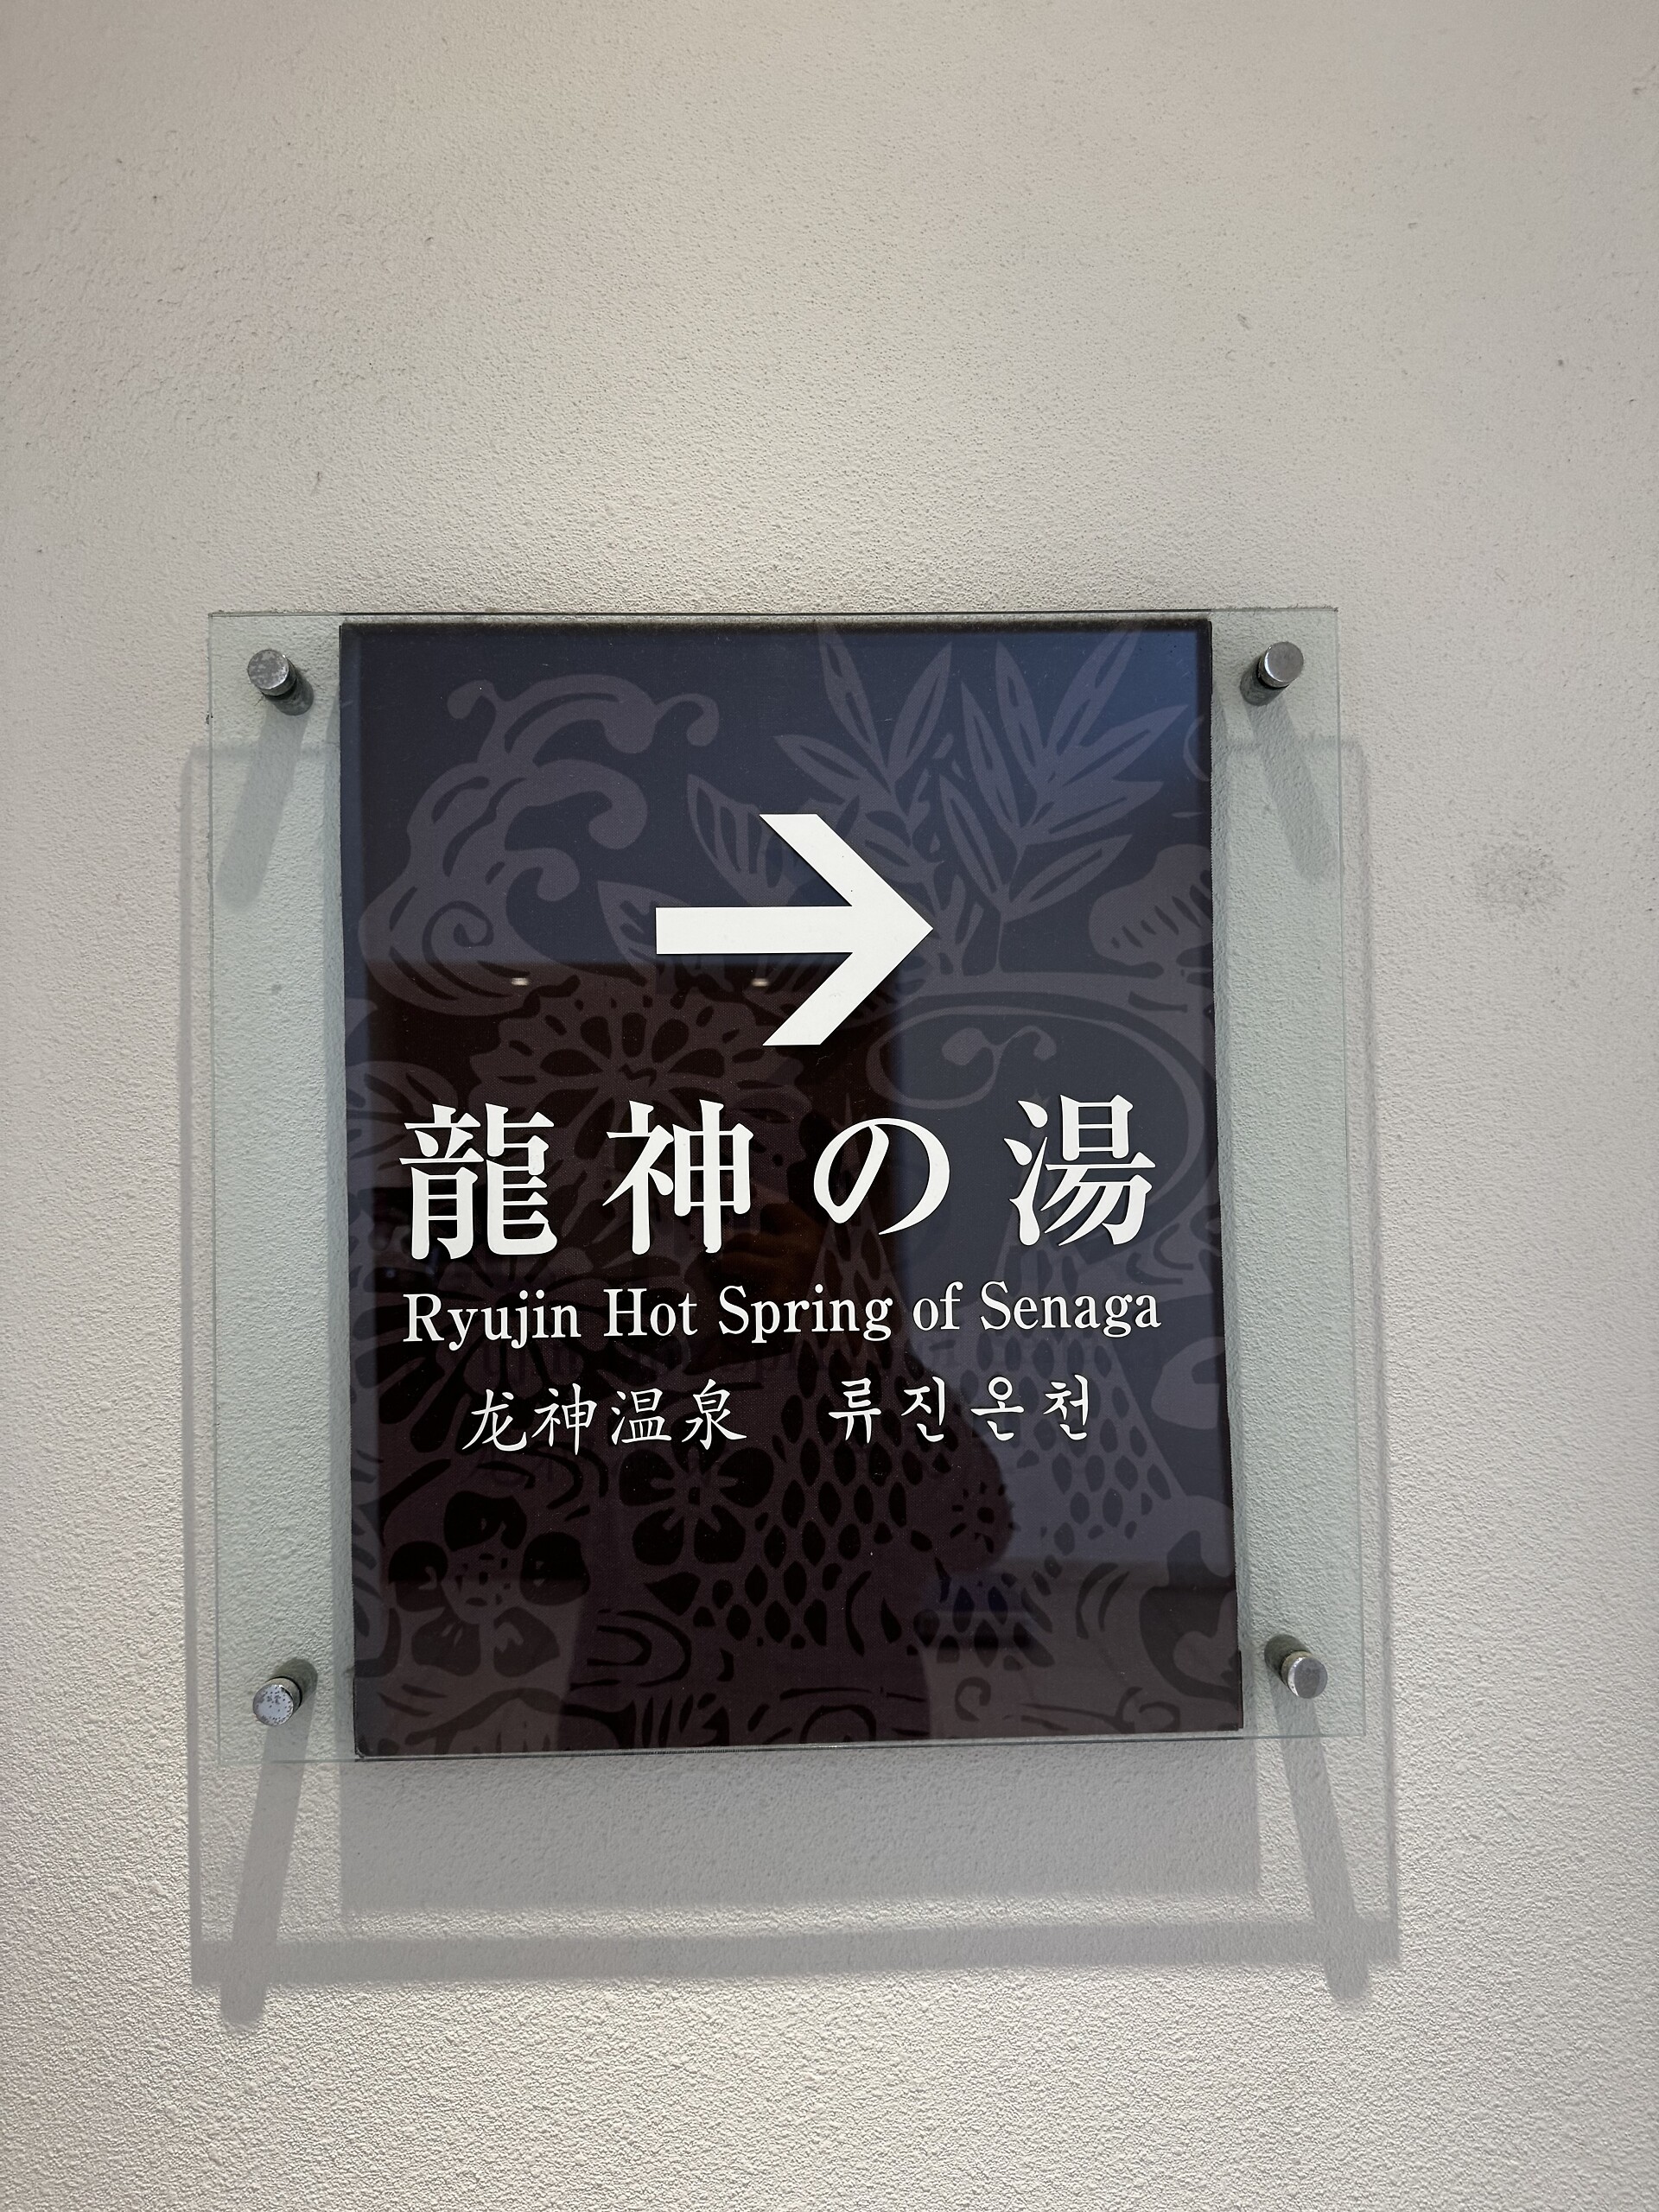 龍神の湯
Ryujin Hot Spring of Senaga
龙神温泉 류진온천